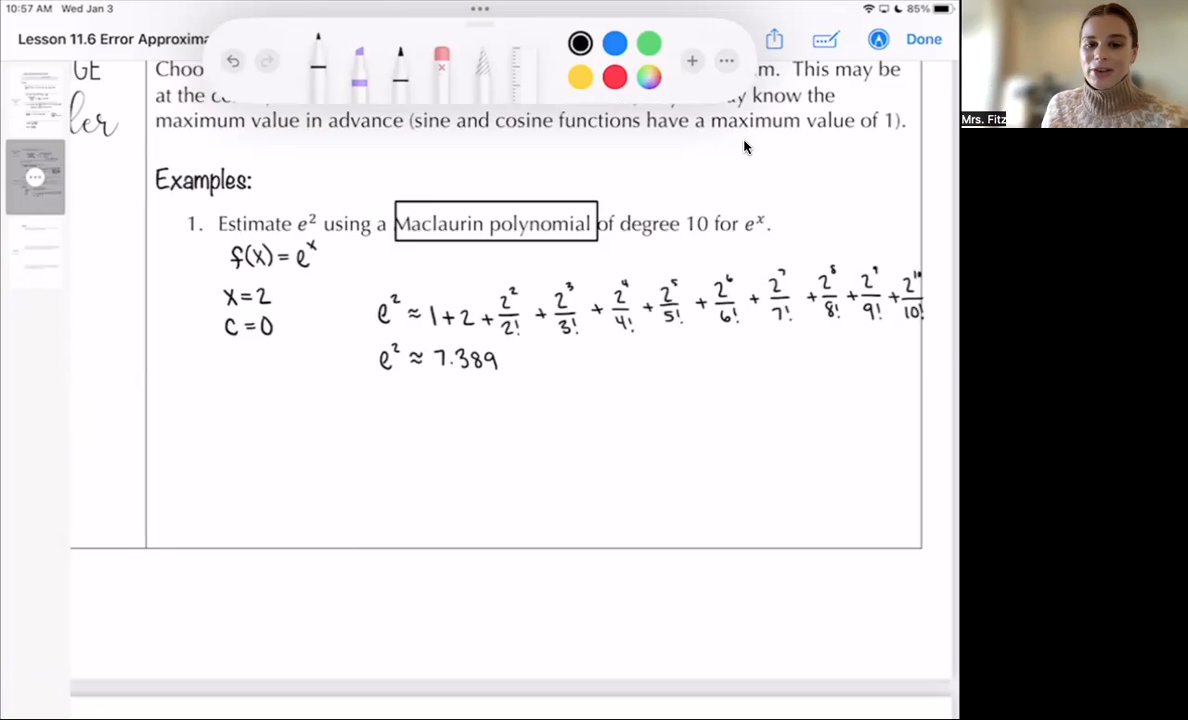 10:57 AM Wed Jan 3
85%
Lesson 11.6 Error Approxima
Done
GE
ler
Choo
m. This may be
at the
y know the
maximum value in advance (sine and cosine functions have a maximum value of 1).
Mrs. Fitz
Examples:
1. Estimate e² using a Maclaurin polynomial of degree 10 for eˣ.
f(x) = eˣ
x = 2
c = 0
e² ≈ 1 + 2 + 2²/2! + 2³/3! + 2⁴/4! + 2⁵/5! + 2⁶/6! + 2⁷/7! + 2⁸/8! + 2⁹/9! + 2¹⁰/10!
e² ≈ 7.389